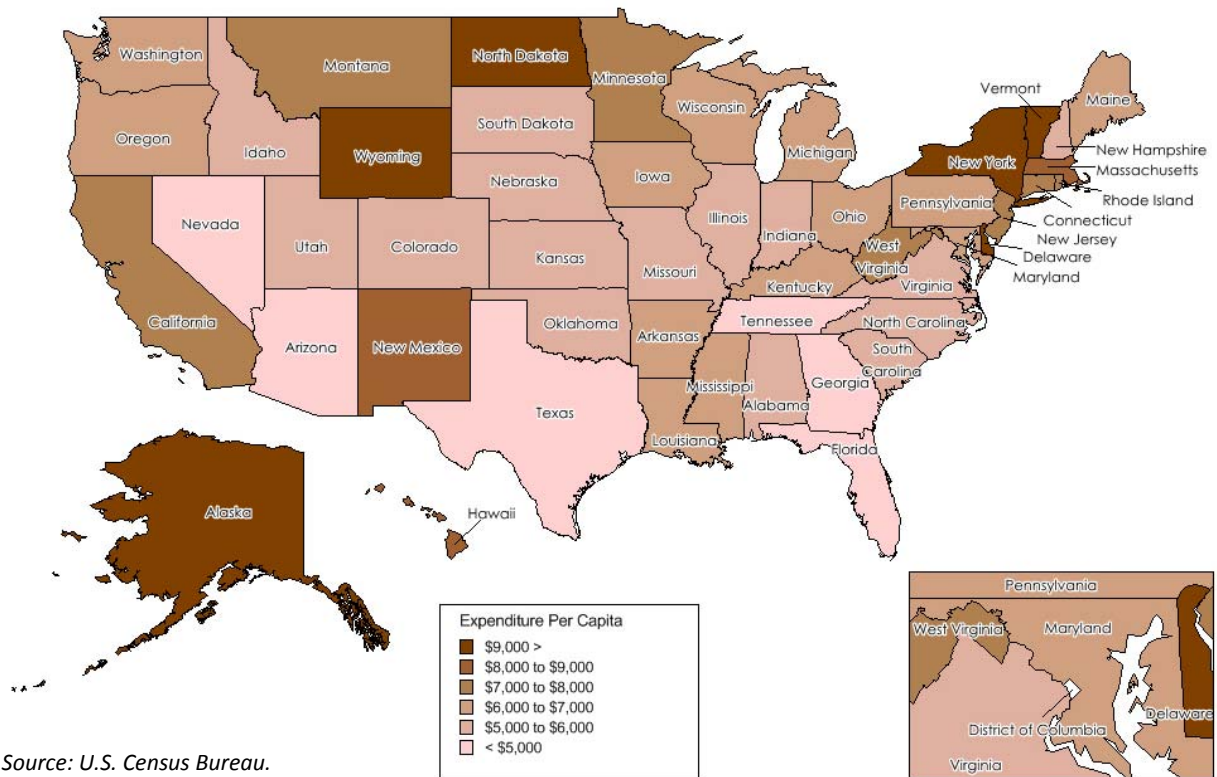 Washington
Montana
North Dakota
Minnesota
Vermont
Maine
Oregon
Idaho
Wyoming
South Dakota
Wisconsin
Michigan
New York
New Hampshire
Massachusetts
Rhode Island
Connecticut
New Jersey
Delaware
Maryland
Nevada
Utah
Colorado
Nebraska
Iowa
Kansas
Missouri
Illinois
Indiana
Ohio
Pennsylvania
West
Virginia
Kentucky
Virginia
California
Arizona
New Mexico
Oklahoma
Arkansas
Tennessee
North Carolina
South
Carolina
Texas
Louisiana
Mississippi
Alabama
Georgia
Florida
Alaska
Hawaii
Expenditure Per Capita
$9,000 >
$8,000 to $9,000
$7,000 to $8,000
$6,000 to $7,000
$5,000 to $6,000
< $5,000
Pennsylvania
West Virginia
Maryland
Delaware
District of Columbia
Virginia
Source: U.S. Census Bureau.